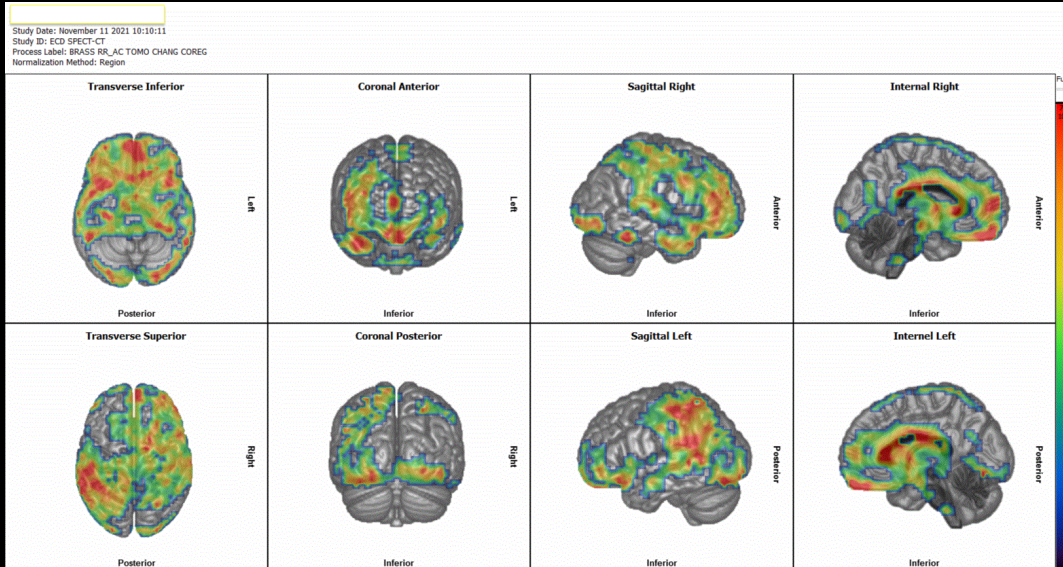 Study Date: November 11 2021 10:10:11
Study ID: ECD SPECT-CT
Process Label: BRASS RR_AC TOMO CHANG COREG
Normalization Method: Region
Transverse Inferior
Coronal Anterior
Sagittal Right
Internal Right
Left
Left
Anterior
Anterior
Posterior
Inferior
Inferior
Inferior
Transverse Superior
Coronal Posterior
Sagittal Left
Internel Left
Right
Right
Posterior
Posterior
Posterior
Inferior
Inferior
Inferior